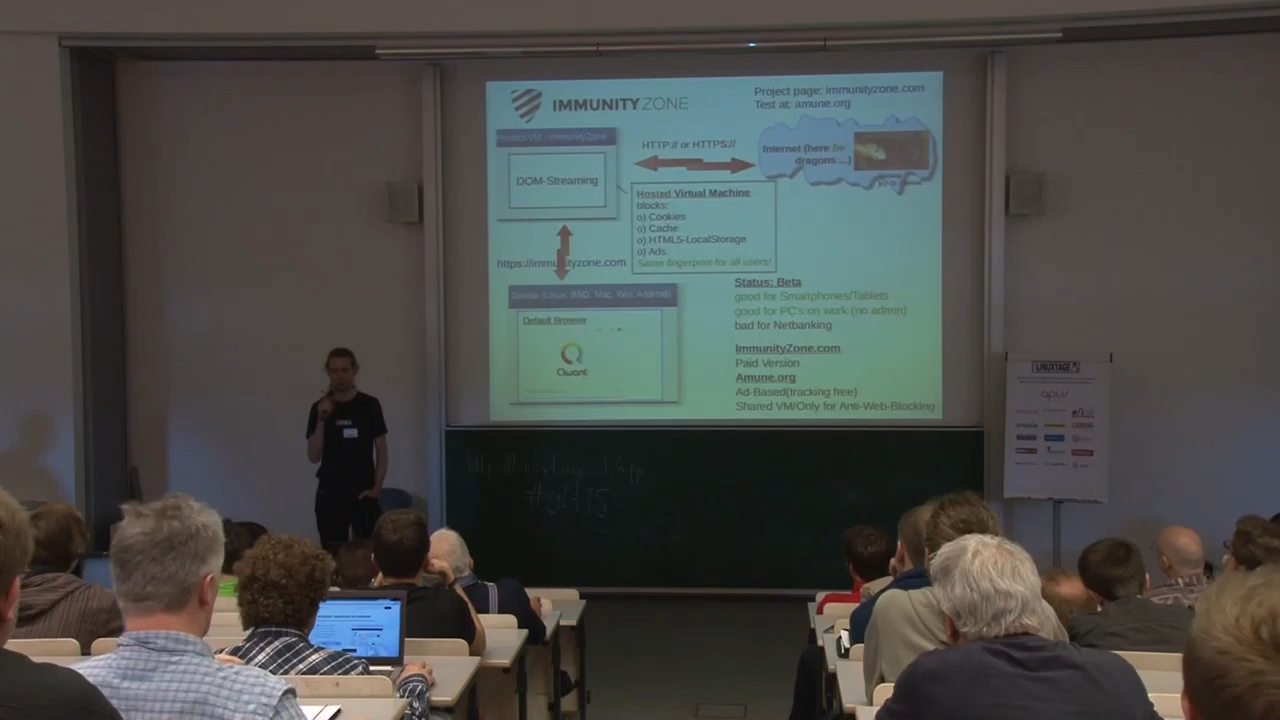 IMMUNITYZONE
Project page: immunityzone.com
Test at: amune.org
Hosted VM - ImmunityZone
DOM-Streaming
HTTP:// or HTTPS://
Internet (here be
dragons ...)
Hosted Virtual Machine
blocks:
o) Cookies
o) Cache
o) HTML5-LocalStorage
o) Ads
Same fingerprint for all users!
https://immunityzone.com
Device (Linux, BSD, Mac, Win, Android)
Default Browser
Qwant
Status: Beta
good for Smartphones/Tablets
good for PC's on work (no admin)
bad for Netbanking
ImmunityZone.com
Paid Version
Amune.org
Ad-Based(tracking free)
Shared VM/Only for Anti-Web-Blocking
LINUXTAGE
apus
#glt15